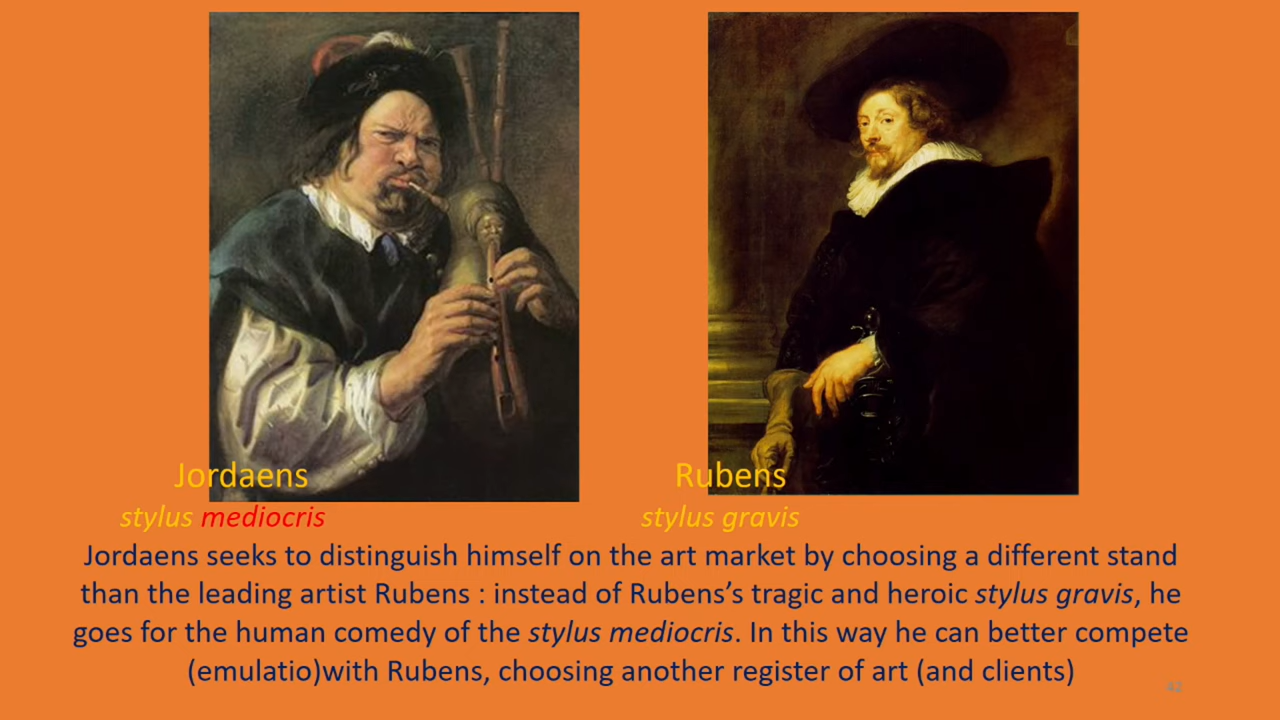 Jordaens
stylus mediocris
Rubens
stylus gravis
Jordaens seeks to distinguish himself on the art market by choosing a different stand
than the leading artist Rubens : instead of Rubens’s tragic and heroic stylus gravis, he
goes for the human comedy of the stylus mediocris. In this way he can better compete
(emulatio)with Rubens, choosing another register of art (and clients)
42